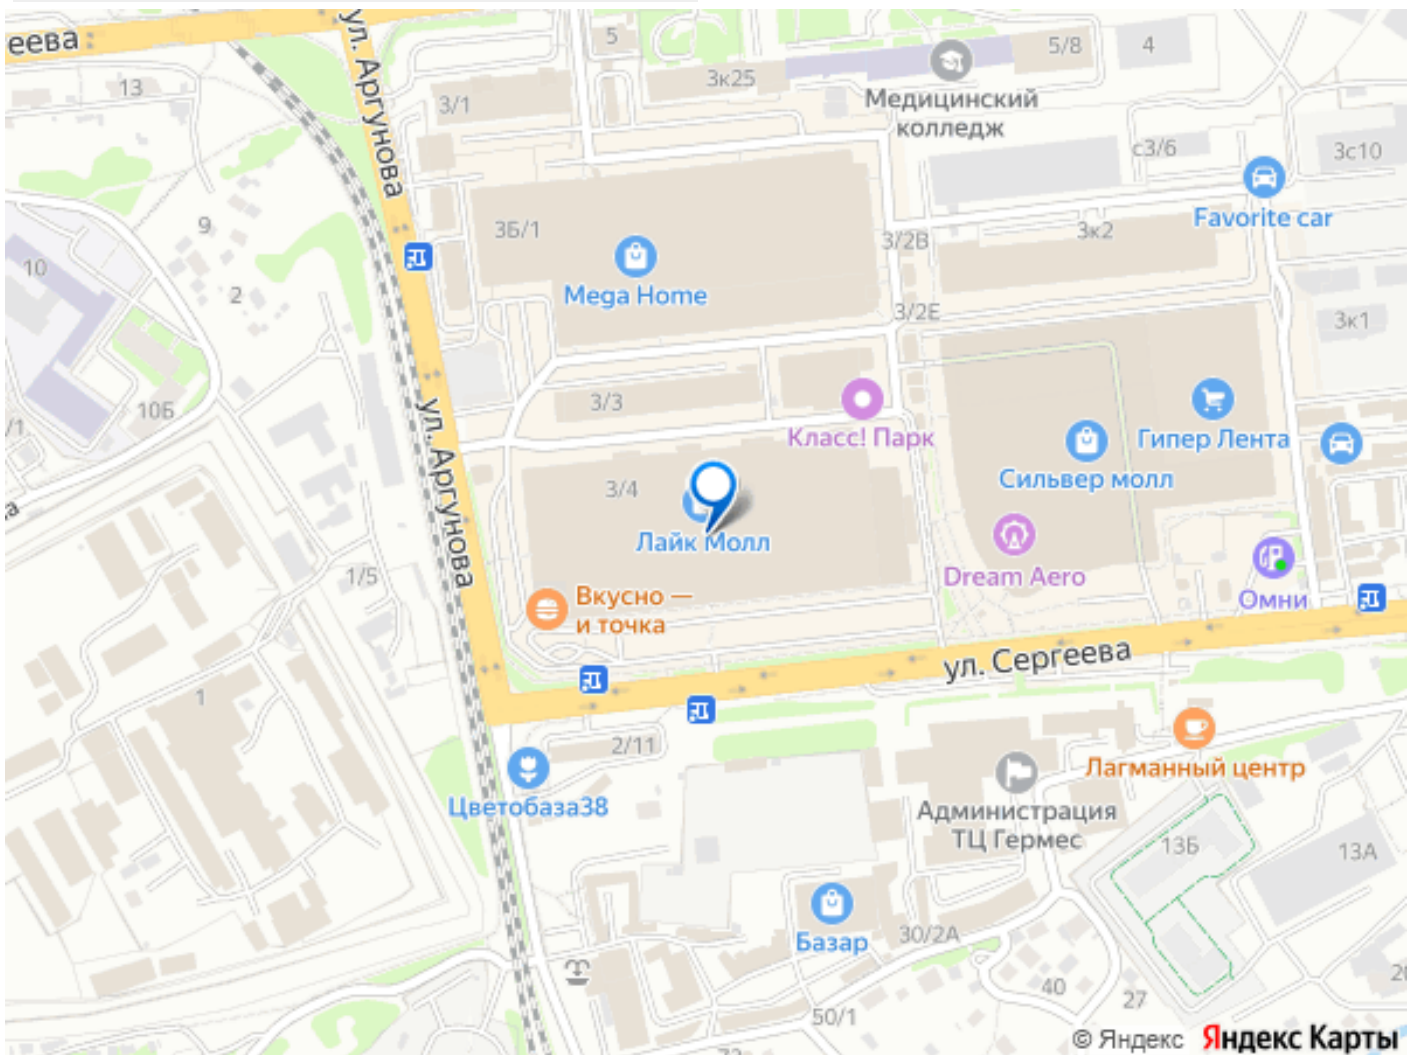 еева
ул. Аргунова
5
5/8
4
13
3к25
3/1
Медицинский
колледж
с3/6
3с10
9
3Б/1
Favorite car
3/2В
3к2
10
2
Mega Home
3/2Е
3к1
10Б
3/3
/1
ул. Аргунова
Класс! Парк
Гипер Лента
Сильвер молл
3/4
Лайк Молл
1/5
Dream Aero
Вкусно —
и точка
Омни
ул. Сергеева
1
2/11
Лагманный центр
Цветобаза38
Администрация
ТЦ Гермес
13Б
13А
Базар
30/2А
40
27
50/1
© Яндекс Яндекс Карты